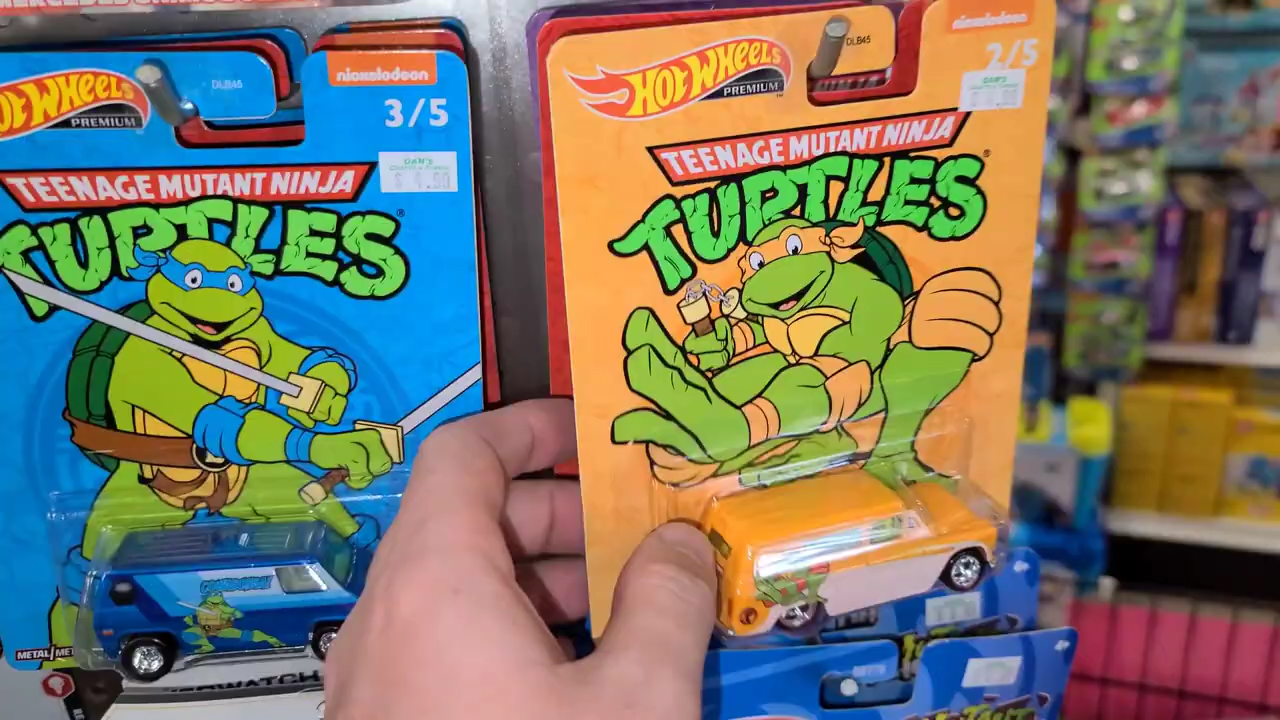 HOT WHEELS
PREMIUM
DLB45
nickelodeon
3/5
DAN'S
TEENAGE MUTANT NINJA
TURTLES
METAL/MET
HOT WHEELS
PREMIUM
DLB45
nickelodeon
2/5
DAN'S
TEENAGE MUTANT NINJA
TURTLES